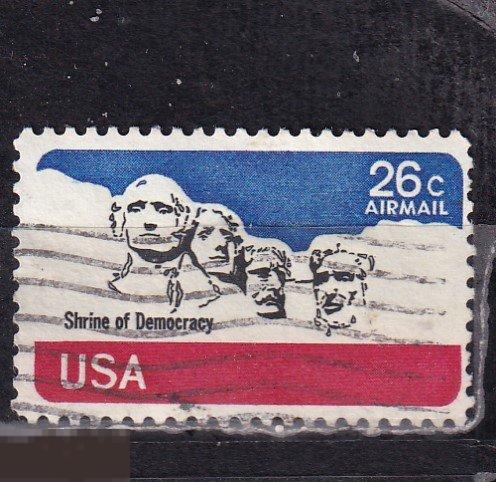 26c
AIRMAIL
Shrine of Democracy
USA